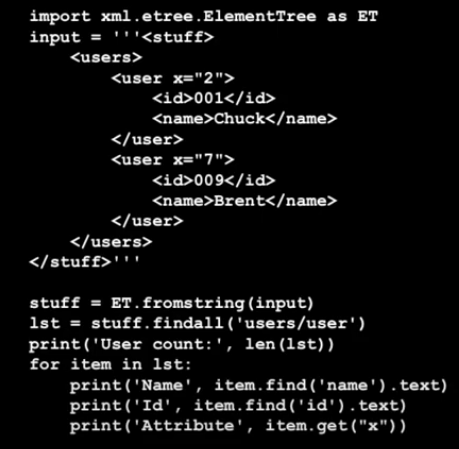 import xml.etree.ElementTree as ET
input = '''<stuff>
    <users>
        <user x="2">
            <id>001</id>
            <name>Chuck</name>
        </user>
        <user x="7">
            <id>009</id>
            <name>Brent</name>
        </user>
    </users>
</stuff>'''

stuff = ET.fromstring(input)
lst = stuff.findall('users/user')
print('User count:', len(lst))
for item in lst:
    print('Name', item.find('name').text)
    print('Id', item.find('id').text)
    print('Attribute', item.get("x"))